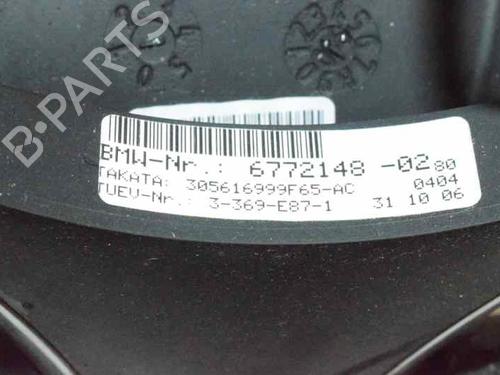 B-PARTS
BMW-Nr.: 6772148 -02 80
TAKATA: 305616999F65-AC 0404
TUEV-Nr.: 3-369-E87-1 31 10 06